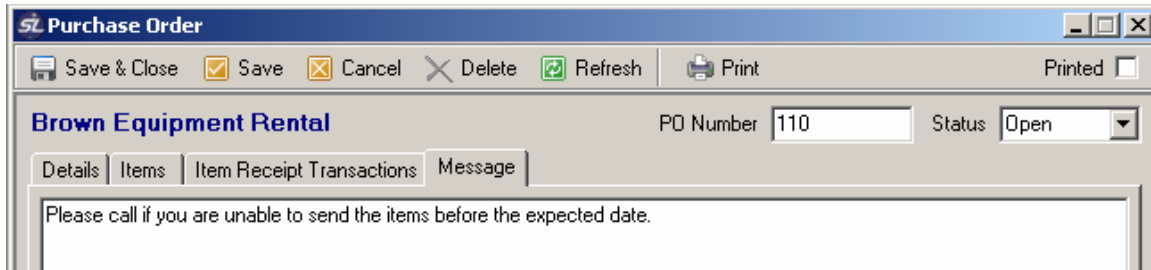 SL Purchase Order
Save & Close Save Cancel Delete Refresh Print Printed
Brown Equipment Rental PO Number 110 Status Open
Details Items Item Receipt Transactions Message
Please call if you are unable to send the items before the expected date.